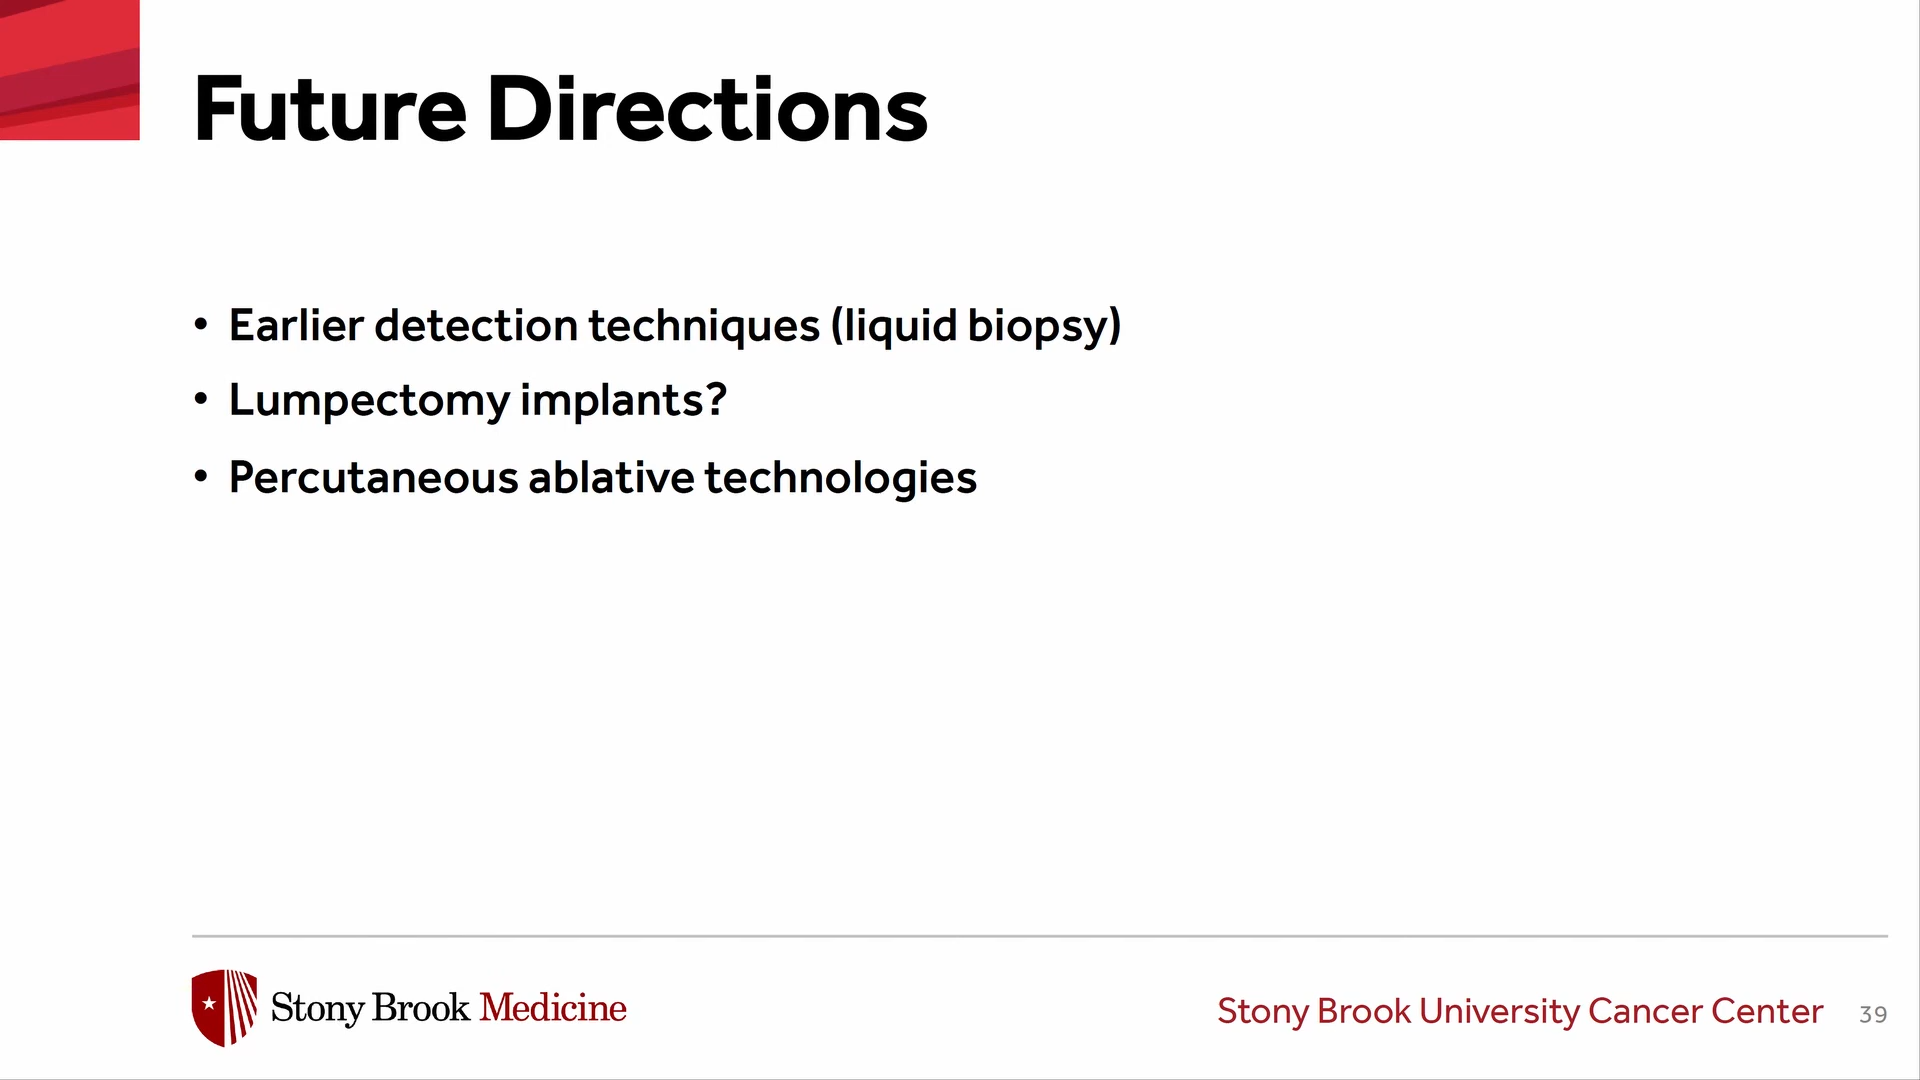 Future Directions
• Earlier detection techniques (liquid biopsy)
• Lumpectomy implants?
• Percutaneous ablative technologies
Stony Brook Medicine
Stony Brook University Cancer Center 39